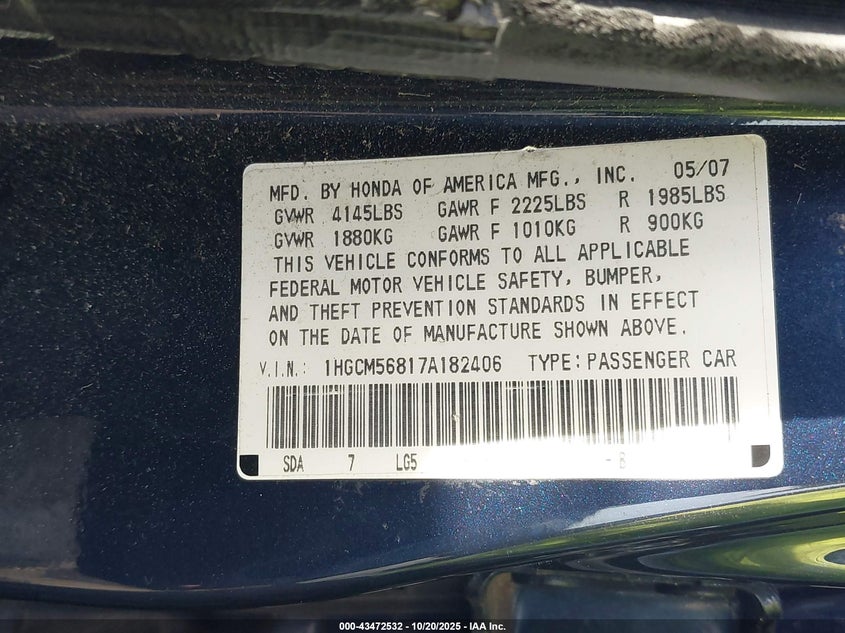 MFD. BY HONDA OF AMERICA MFG., INC. 05/07
GVWR 4145LBS GAWR F 2225LBS R 1985LBS
GVWR 1880KG GAWR F 1010KG R 900KG
THIS VEHICLE CONFORMS TO ALL APPLICABLE
FEDERAL MOTOR VEHICLE SAFETY, BUMPER,
AND THEFT PREVENTION STANDARDS IN EFFECT
ON THE DATE OF MANUFACTURE SHOWN ABOVE.
V.I.N.: 1HGCM56817A182406 TYPE: PASSENGER CAR
SDA 7 LG5 - B
000-43472532 | 10/20/2025 | IAA Inc.